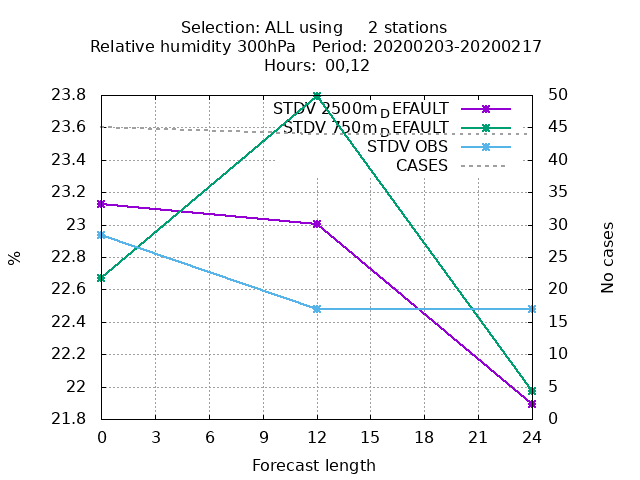 Selection: ALL using     2 stations
Relative humidity 300hPa   Period: 20200203-20200217
Hours: 00,12
STDV 2500m_DEFAULT
STDV 750m_DEFAULT
STDV OBS
CASES
%
No cases
23.8
23.6
23.4
23.2
23
22.8
22.6
22.4
22.2
22
21.8
50
45
40
35
30
25
20
15
10
5
0
0 3 6 9 12 15 18 21 24
Forecast length